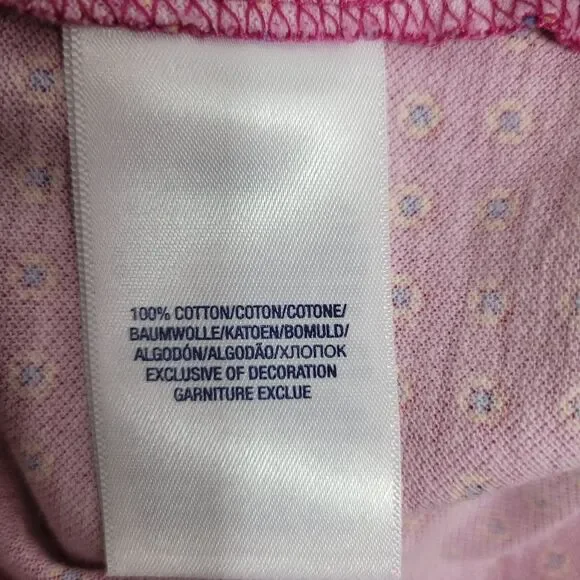 100% COTTON/COTON/COTONE/
BAUMWOLLE/KATOEN/BOMULD/
ALGODÓN/ALGODÃO/ХЛОПОК
EXCLUSIVE OF DECORATION
GARNITURE EXCLUE